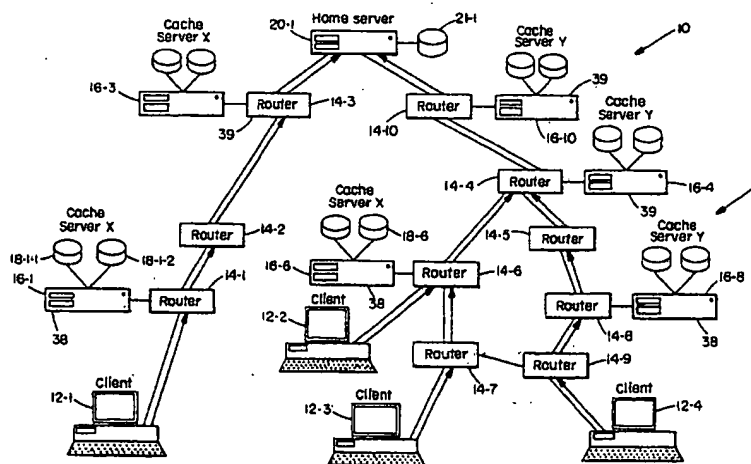 Home server
20-1
21-1
10
Cache
Server X
16-3
Router
14-3
39
Cache
Server Y
39
Router
14-10
16-10
Cache
Server Y
14-4
Router
16-4
39
Cache
Server X
18-1-1
18-1-2
16-1
38
Router
14-2
Router
14-1
Cache
Server X
18-6
16-6
38
Router
14-6
14-5
Router
Cache
Server Y
16-8
38
Router
14-8
Client
12-2
Router
14-7
Router
14-9
Client
12-1
Client
12-3
Client
12-4